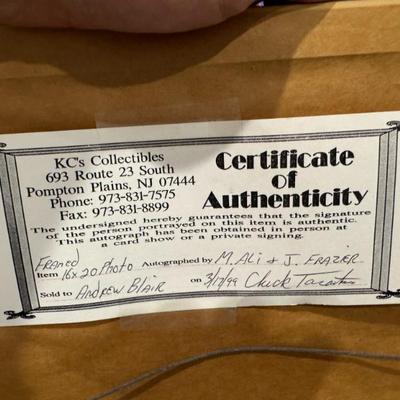 KC's Collectibles
693 Route 23 South
Pompton Plains, NJ 07444
Phone: 973-831-7575
Fax: 973-831-8899
Certificate
of
Authenticity
The undersigned hereby guarantees that the signature
of the person portrayed on this item is authentic.
This autograph has been obtained in person at
a card show or a private signing.
FRAMED
Item 16x20 Photo Autographed by M. Ali & J. FRAZER
Sold to ANDREW BLAIR on 3/17/99 Chuck